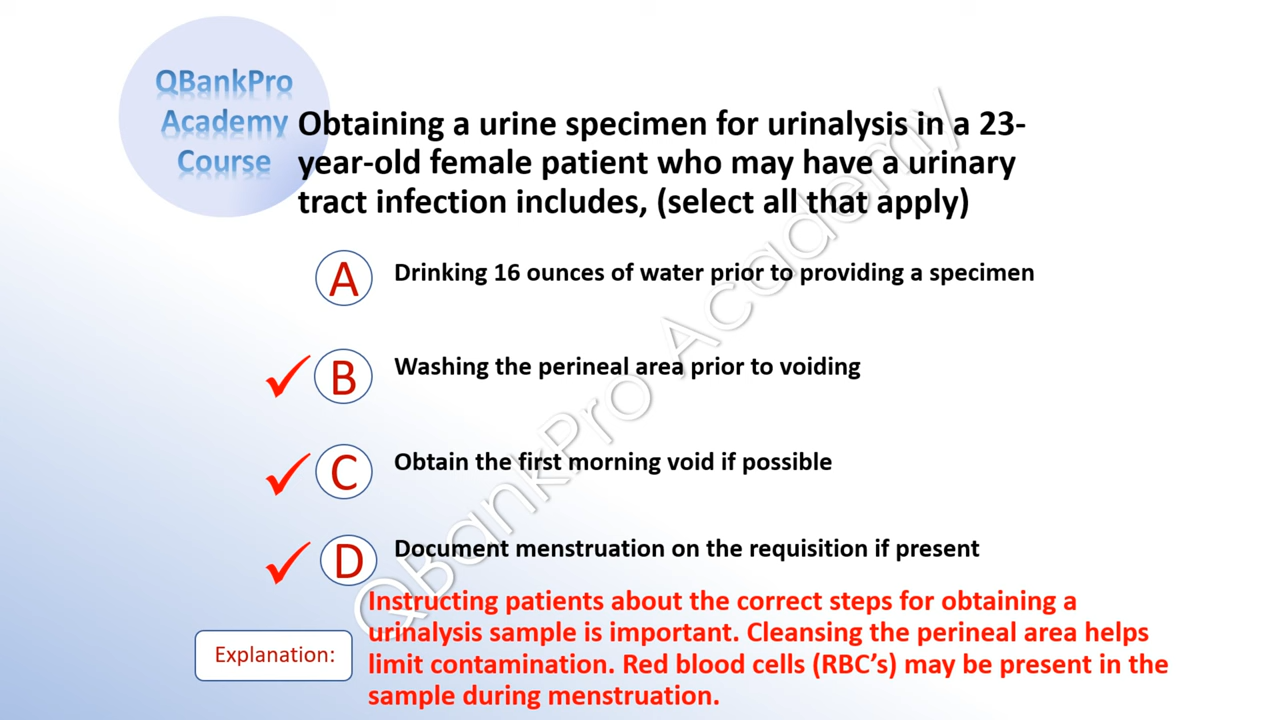 QBankPro
Academy
Course
Obtaining a urine specimen for urinalysis in a 23-
year-old female patient who may have a urinary
tract infection includes, (select all that apply)
A
Drinking 16 ounces of water prior to providing a specimen
B
Washing the perineal area prior to voiding
C
Obtain the first morning void if possible
D
Document menstruation on the requisition if present
QBankPro Academy
Explanation:
Instructing patients about the correct steps for obtaining a
urinalysis sample is important. Cleansing the perineal area helps
limit contamination. Red blood cells (RBC’s) may be present in the
sample during menstruation.